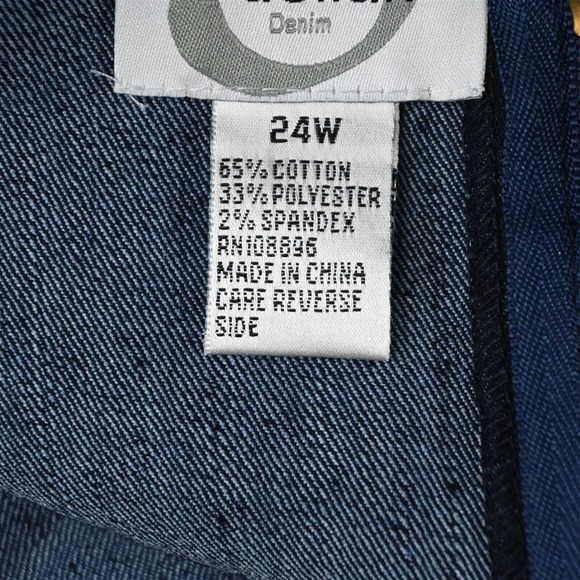 Denim
24W
65% COTTON
33% POLYESTER
2% SPANDEX
RN108896
MADE IN CHINA
CARE REVERSE
SIDE